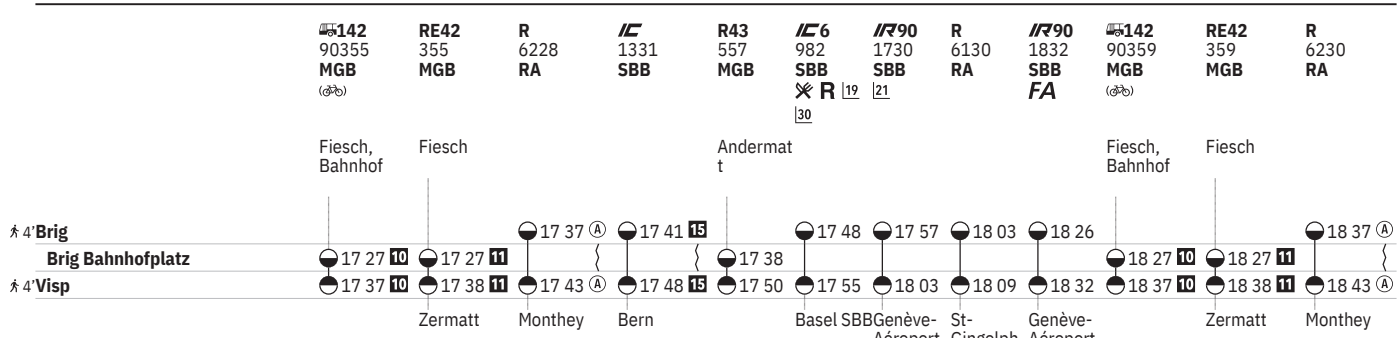 142 RE42 R IC R43 IC6 IR90 R IR90 142 RE42 R
90355 355 6228 1331 557 982 1730 6130 1832 90359 359 6230
MGB MGB RA SBB MGB SBB SBB RA SBB MGB MGB RA
R 19 21 FA
30
Fiesch, Fiesch Andermat Fiesch, Fiesch
Bahnhof t Bahnhof
4' Brig 17 37 A 17 41 15 17 48 17 57 18 03 18 26 18 37 A
Brig Bahnhofplatz 17 27 10 17 27 11 17 38 18 27 10 18 27 11
4' Visp 17 37 10 17 38 11 17 43 A 17 48 15 17 50 17 55 18 03 18 09 18 32 18 37 10 18 38 11 18 43 A
Zermatt Monthey Bern Basel SBB Genève- St- Genève- Zermatt Monthey
Aéroport Gingolph Aéroport